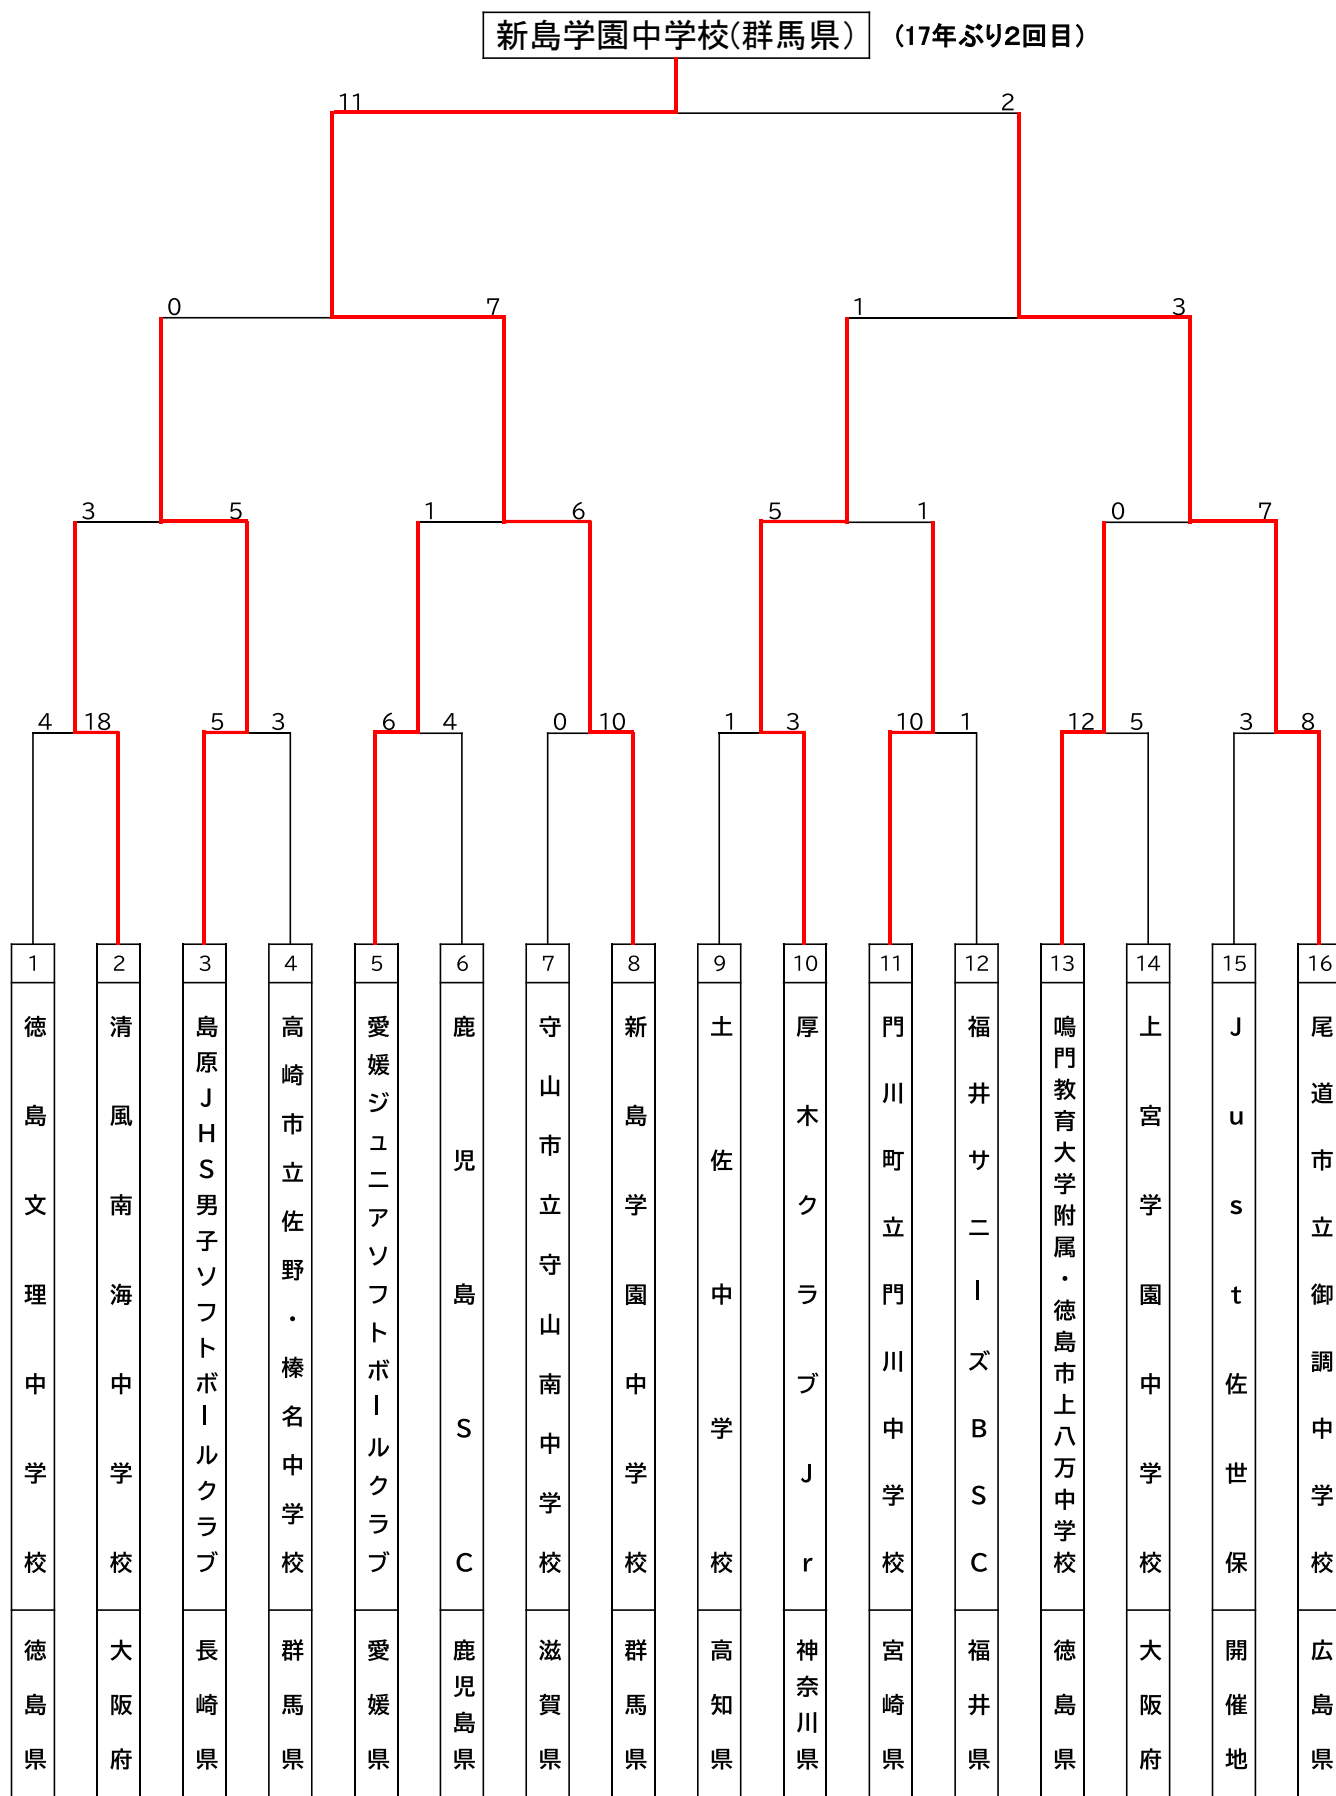 新島学園中学校(群馬県)
(17年ぶり2回目)
11 2
0 7 1 3
3 5 1 6 5 1 0 7
4 18 5 3 6 4 0 10 1 3 10 1 12 5 3 8
1 徳島文理中学校 徳島県
2 清風南海中学校 大阪府
3 島原JHS男子ソフトボールクラブ 長崎県
4 高崎市立佐野・榛名中学校 群馬県
5 愛媛ジュニアソフトボールクラブ 愛媛県
6 鹿児島SC 鹿児島県
7 守山市立守山南中学校 滋賀県
8 新島学園中学校 群馬県
9 土佐中学校 高知県
10 厚木クラブJr 神奈川県
11 門川町立門川中学校 宮崎県
12 福井サニーズBSC 福井県
13 鳴門教育大学附属・徳島市上八万中学校 徳島県
14 上宮学園中学校 大阪府
15 Just佐世保 開催地
16 尾道市立御調中学校 広島県